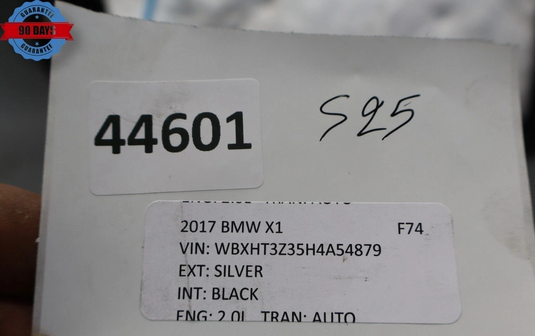 GUARANTEE
90 DAYS
GUARANTEE
44601
S25
2017 BMW X1 F74
VIN: WBXHT3Z35H4A54879
EXT: SILVER
INT: BLACK
ENG: 2.0L TRAN: AUTO